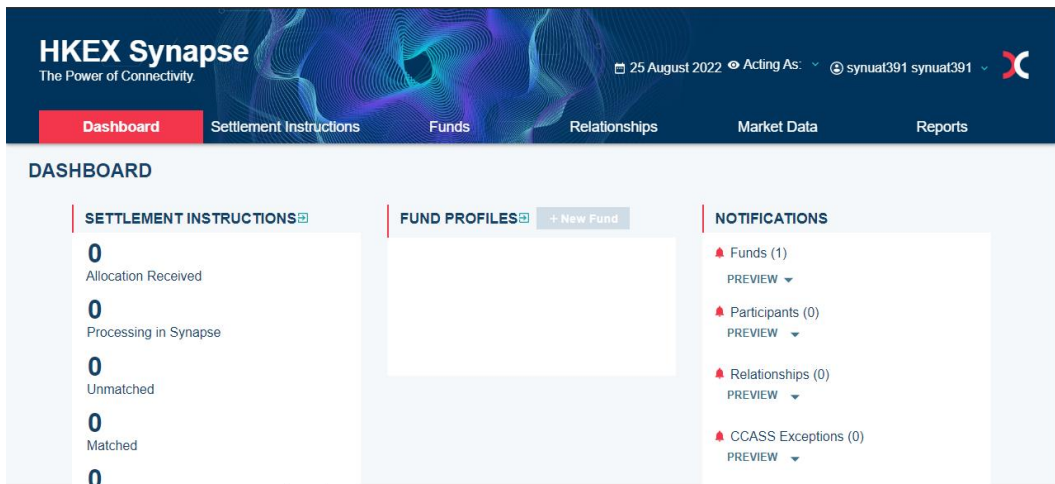 HKEX Synapse
The Power of Connectivity.
25 August 2022 Acting As: synuat391 synuat391
Dashboard Settlement Instructions Funds Relationships Market Data Reports
DASHBOARD
SETTLEMENT INSTRUCTIONS
0
Allocation Received
0
Processing in Synapse
0
Unmatched
0
Matched
0
FUND PROFILES + New Fund
NOTIFICATIONS
Funds (1)
PREVIEW
Participants (0)
PREVIEW
Relationships (0)
PREVIEW
CCASS Exceptions (0)
PREVIEW